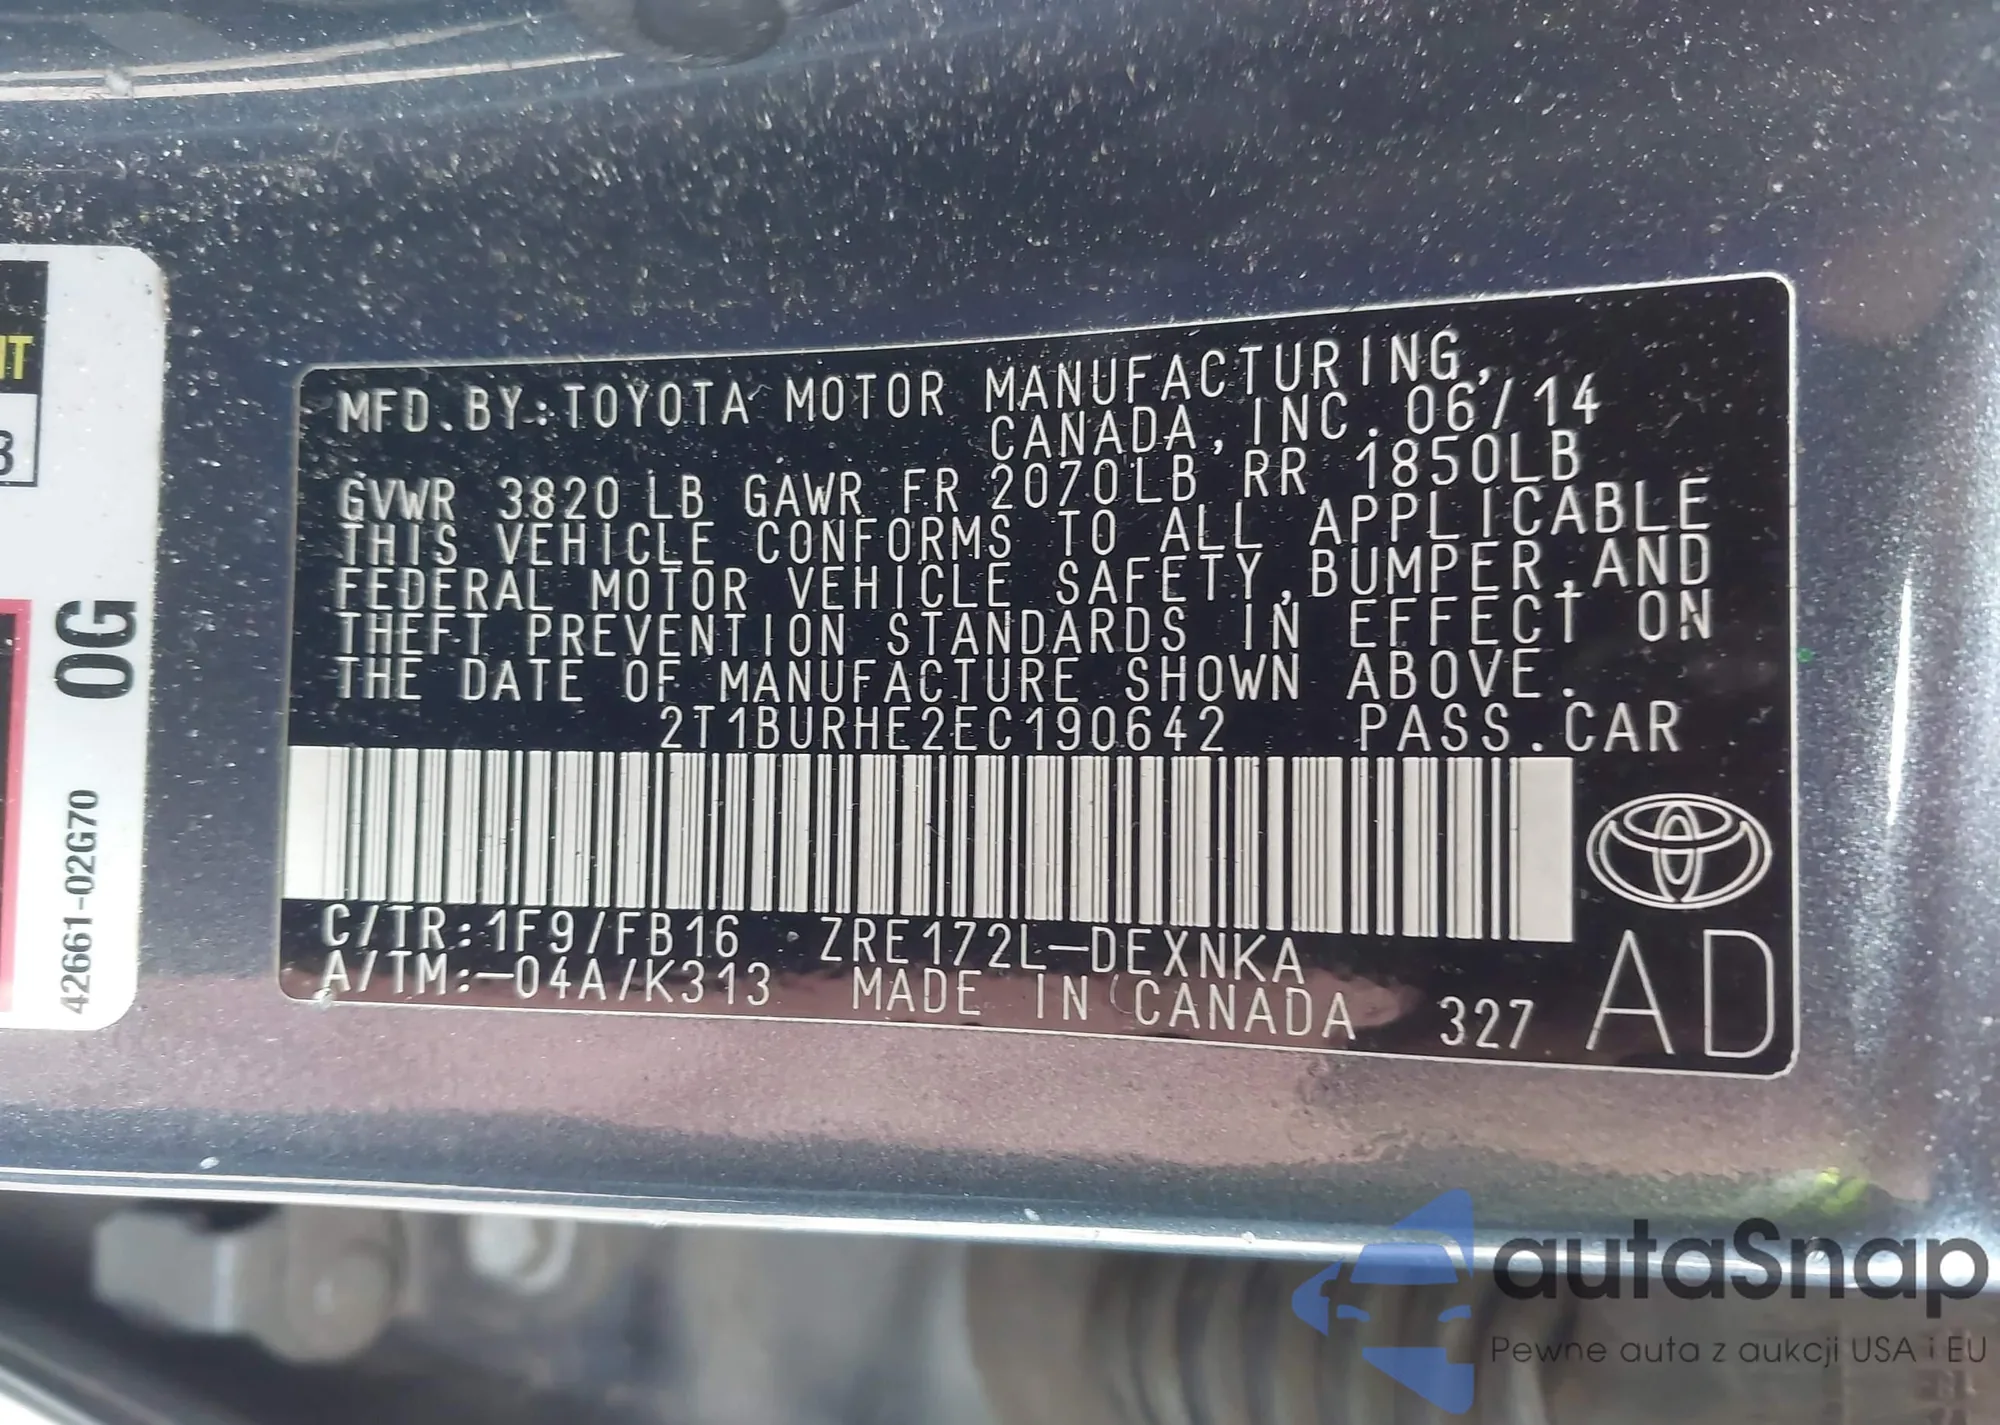 MFD.BY:TOYOTA MOTOR MANUFACTURING,
CANADA,INC.06/14
GVWR 3820 LB GAWR FR 2070LB RR 1850LB
THIS VEHICLE CONFORMS TO ALL APPLICABLE
FEDERAL MOTOR VEHICLE SAFETY,BUMPER,AND
THEFT PREVENTION STANDARDS IN EFFECT ON
THE DATE OF MANUFACTURE SHOWN ABOVE.
2T1BURHE2EC190642 PASS.CAR
C/TR:1F9/FB16 ZRE172L-DEXNKA
A/TM:-04A/K313 MADE IN CANADA 327 AD
0G
42661-02G70
3
autaSnap
Pewne auta z aukcji USA i EU